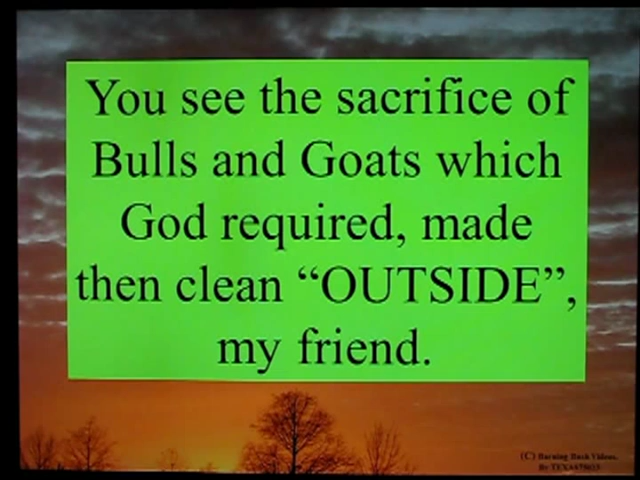 You see the sacrifice of
Bulls and Goats which
God required, made
then clean “OUTSIDE”,
my friend.
(C) Burning Bush Videos.